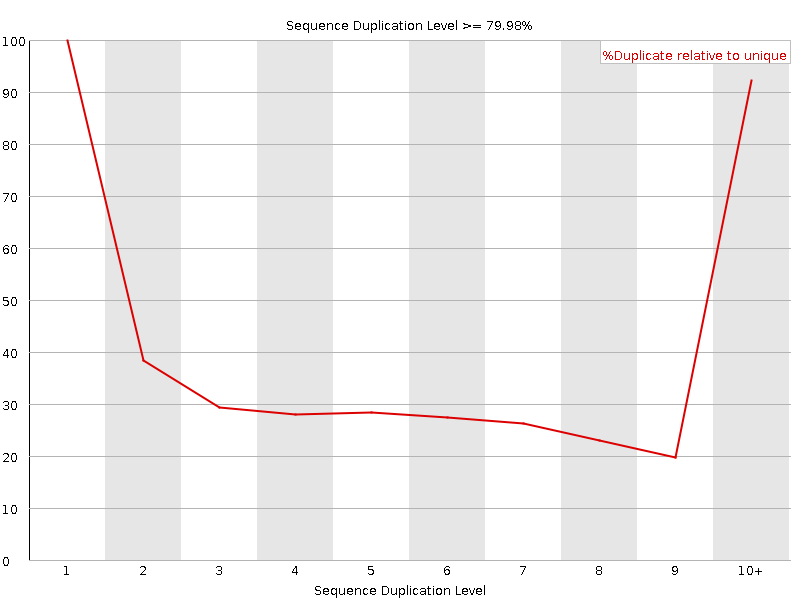 Sequence Duplication Level >= 79.98%
%Duplicate relative to unique
100
90
80
70
60
50
40
30
20
10
0
1 2 3 4 5 6 7 8 9 10+
Sequence Duplication Level